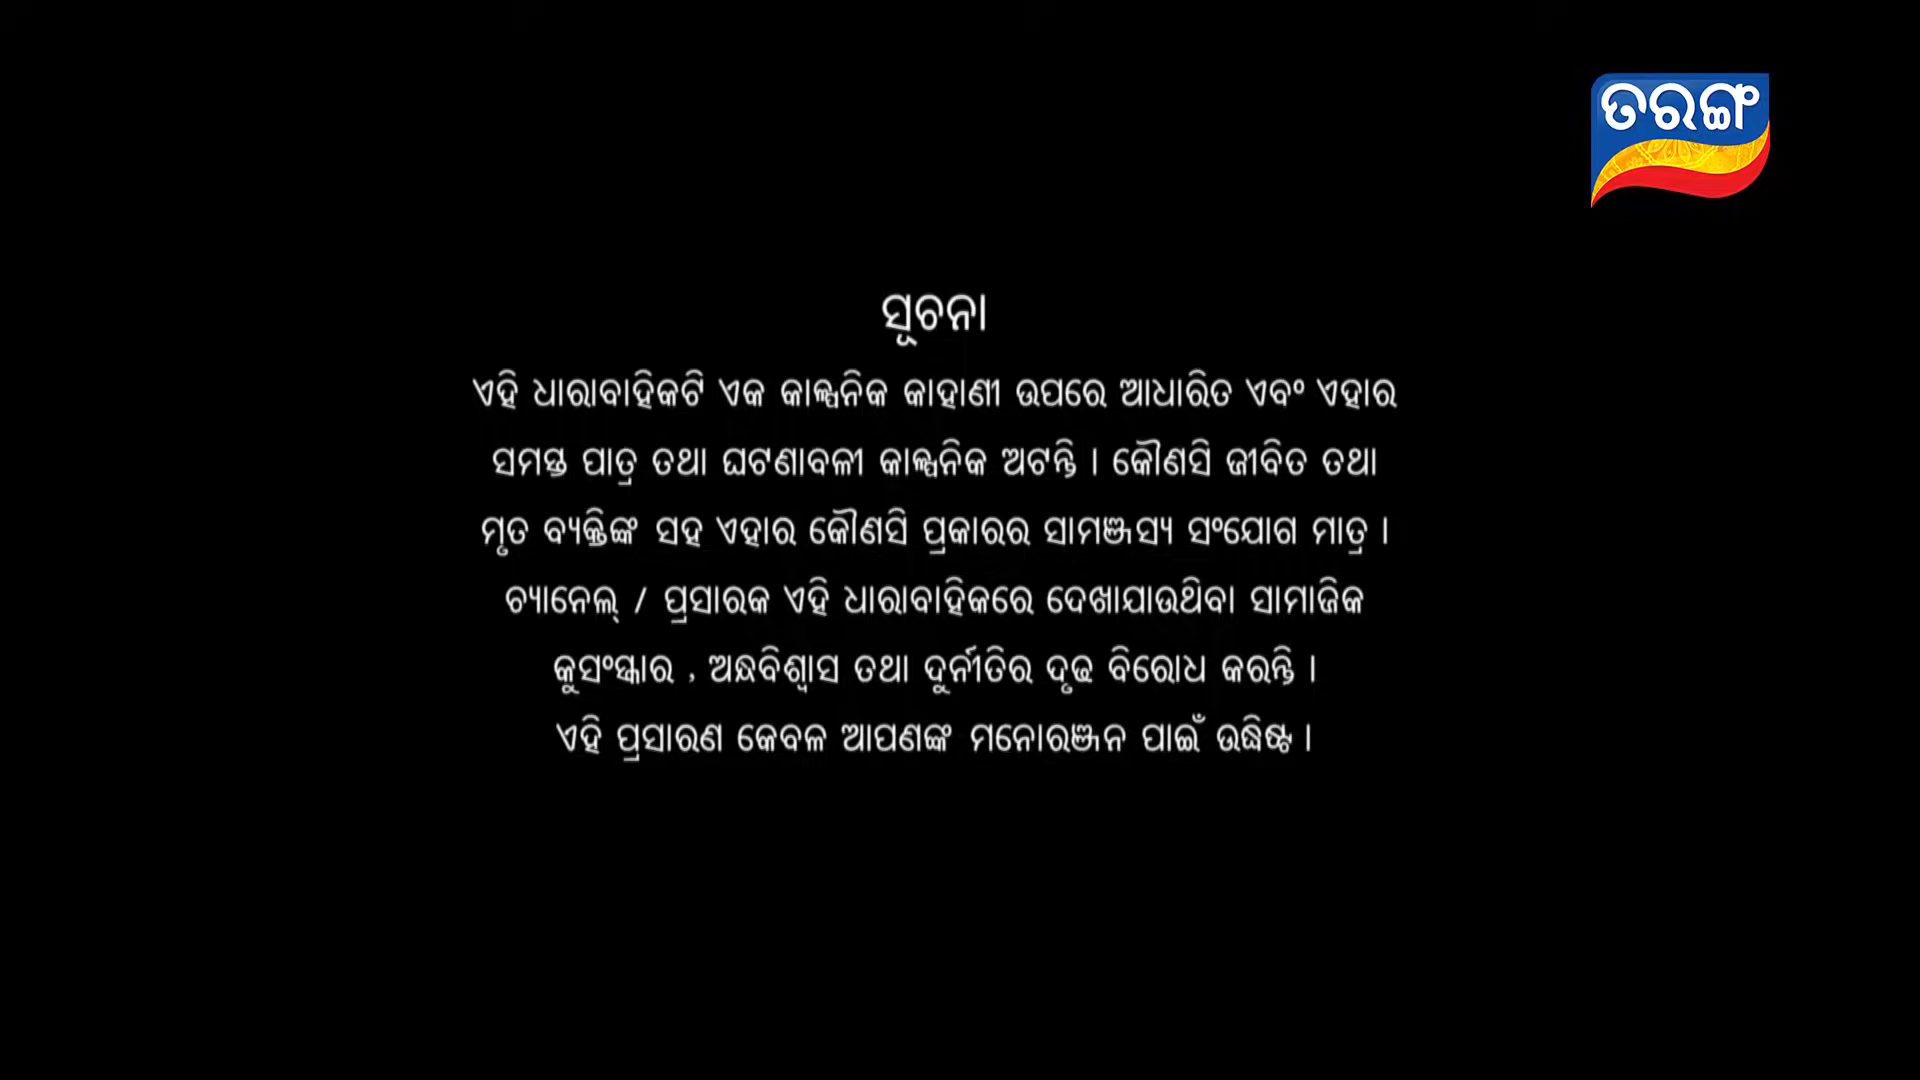 ତରଙ୍ଗ
ସୂଚନା
ଏହି ଧାରାବାହିକଟି ଏକ କାଳ୍ପନିକ କାହାଣୀ ଉପରେ ଆଧାରିତ ଏବଂ ଏହାର
ସମସ୍ତ ପାତ୍ର ତଥା ଘଟଣାବଳୀ କାଳ୍ପନିକ ଅଟନ୍ତି । କୌଣସି ଜୀବିତ ତଥା
ମୃତ ବ୍ୟକ୍ତିଙ୍କ ସହ ଏହାର କୌଣସି ପ୍ରକାରର ସାମଞ୍ଜସ୍ୟ ସଂଯୋଗ ମାତ୍ର ।
ଚ୍ୟାନେଲ୍ / ପ୍ରସାରକ ଏହି ଧାରାବାହିକରେ ଦେଖାଯାଉଥିବା ସାମାଜିକ
କୁସଂସ୍କାର , ଅନ୍ଧବିଶ୍ୱାସ ତଥା ଦୁର୍ନୀତିର ଦୃଢ ବିରୋଧ କରନ୍ତି ।
ଏହି ପ୍ରସାରଣ କେବଳ ଆପଣଙ୍କ ମନୋରଞ୍ଜନ ପାଇଁ ଉଦ୍ଧିଷ୍ଟ ।